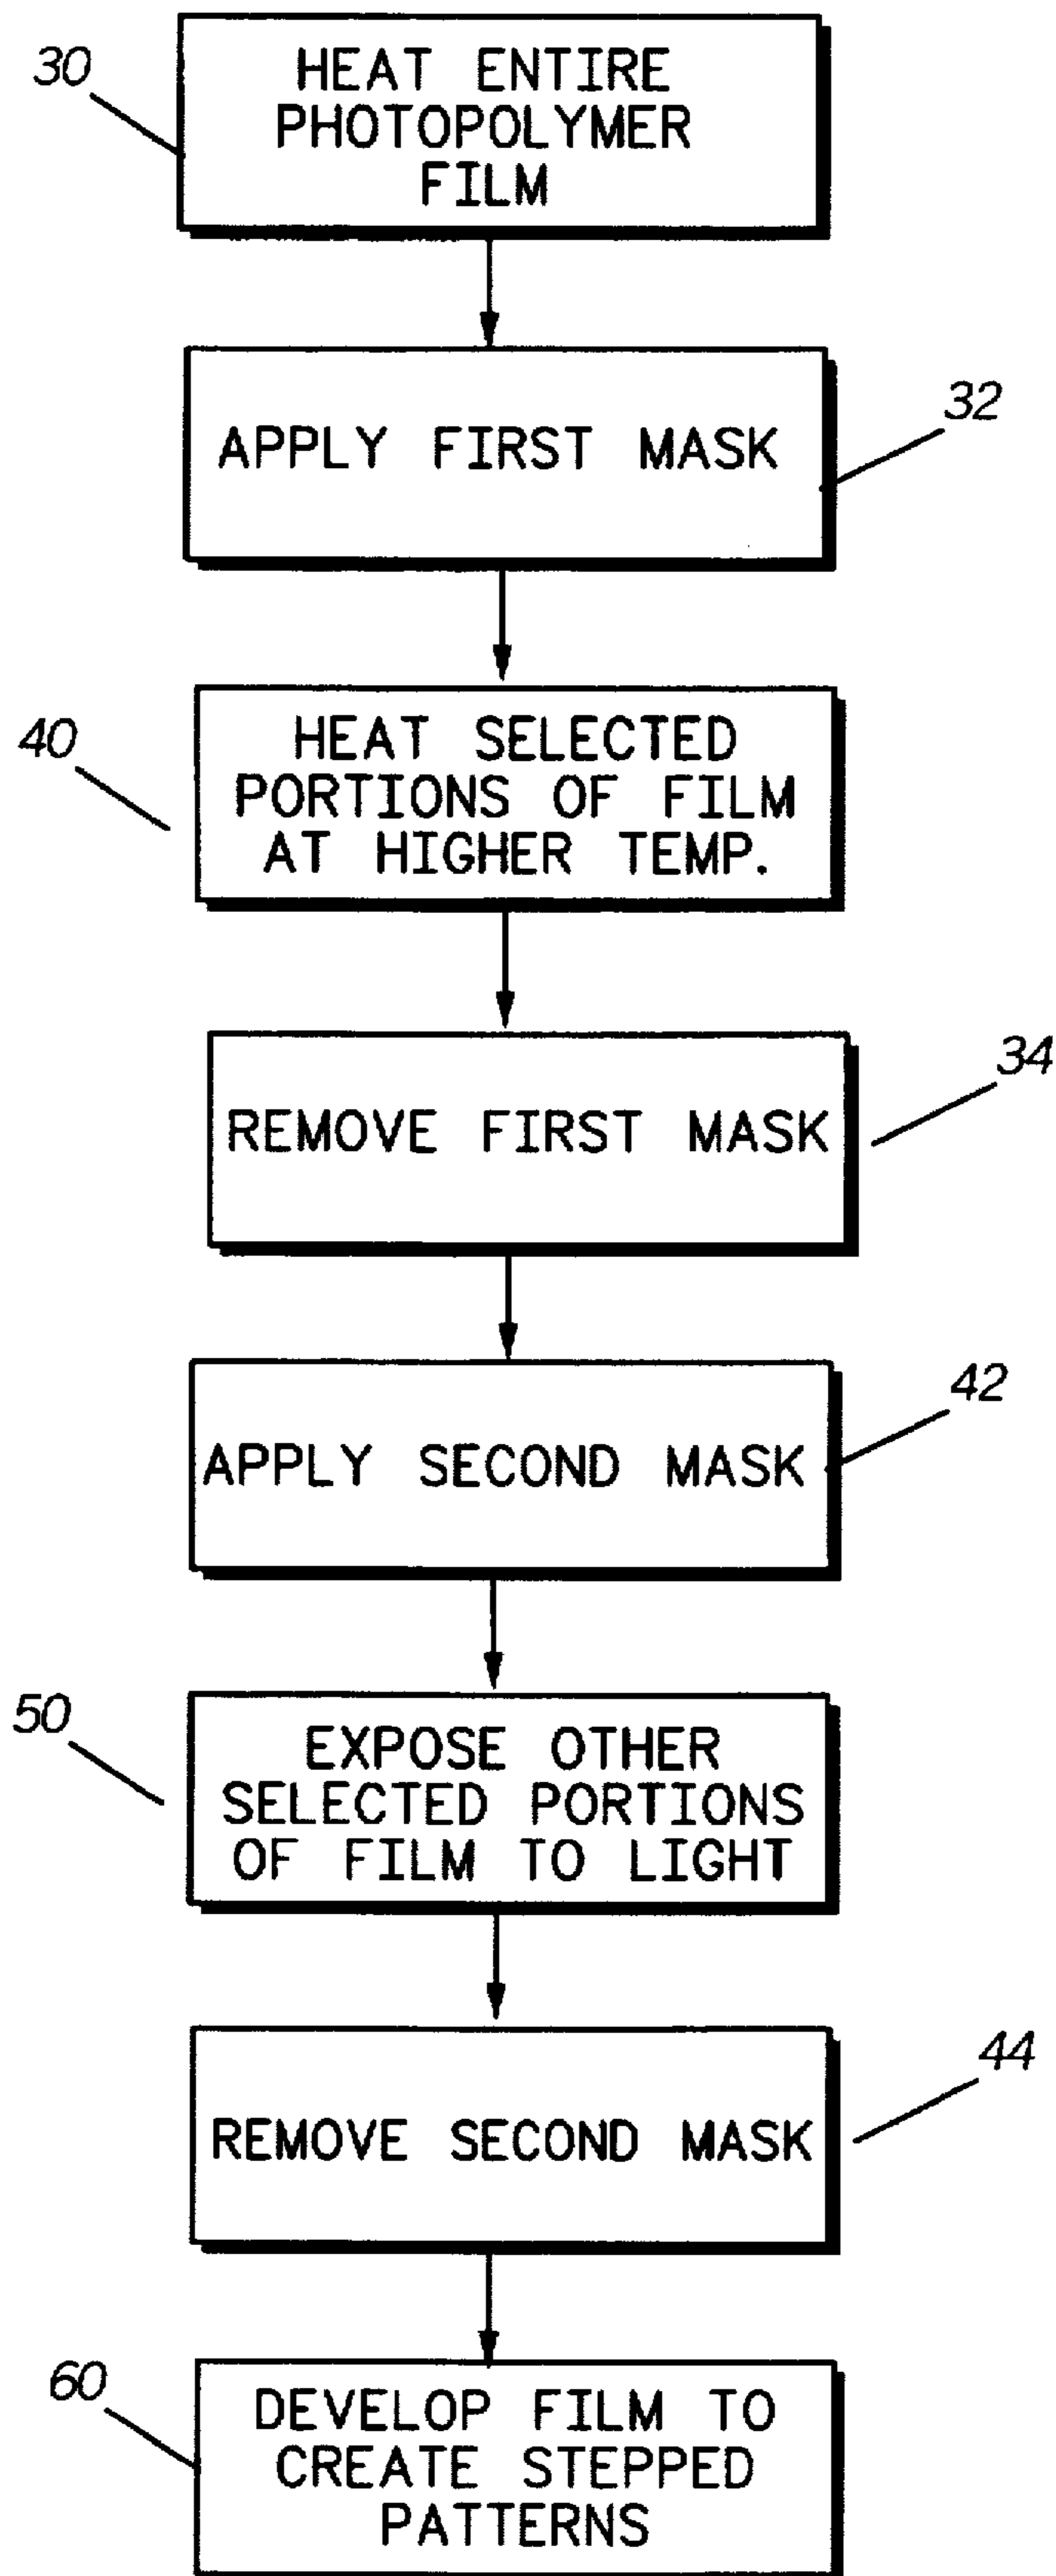 30
HEAT ENTIRE
PHOTOPOLYMER
FILM
APPLY FIRST MASK
32
40
HEAT SELECTED
PORTIONS OF FILM
AT HIGHER TEMP.
REMOVE FIRST MASK
34
APPLY SECOND MASK
42
50
EXPOSE OTHER
SELECTED PORTIONS
OF FILM TO LIGHT
REMOVE SECOND MASK
44
60
DEVELOP FILM TO
CREATE STEPPED
PATTERNS